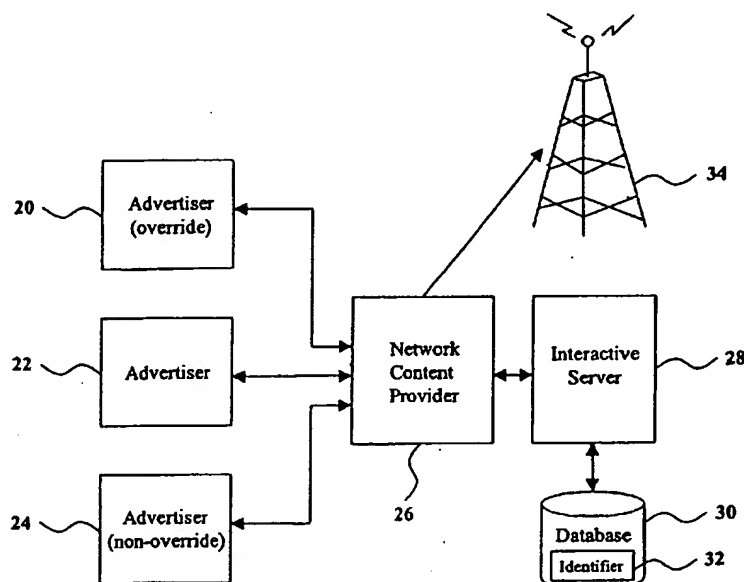 34
20
Advertiser
(override)
22
Advertiser
24
Advertiser
(non-override)
Network
Content
Provider
26
Interactive
Server
28
Database
30
Identifier
32